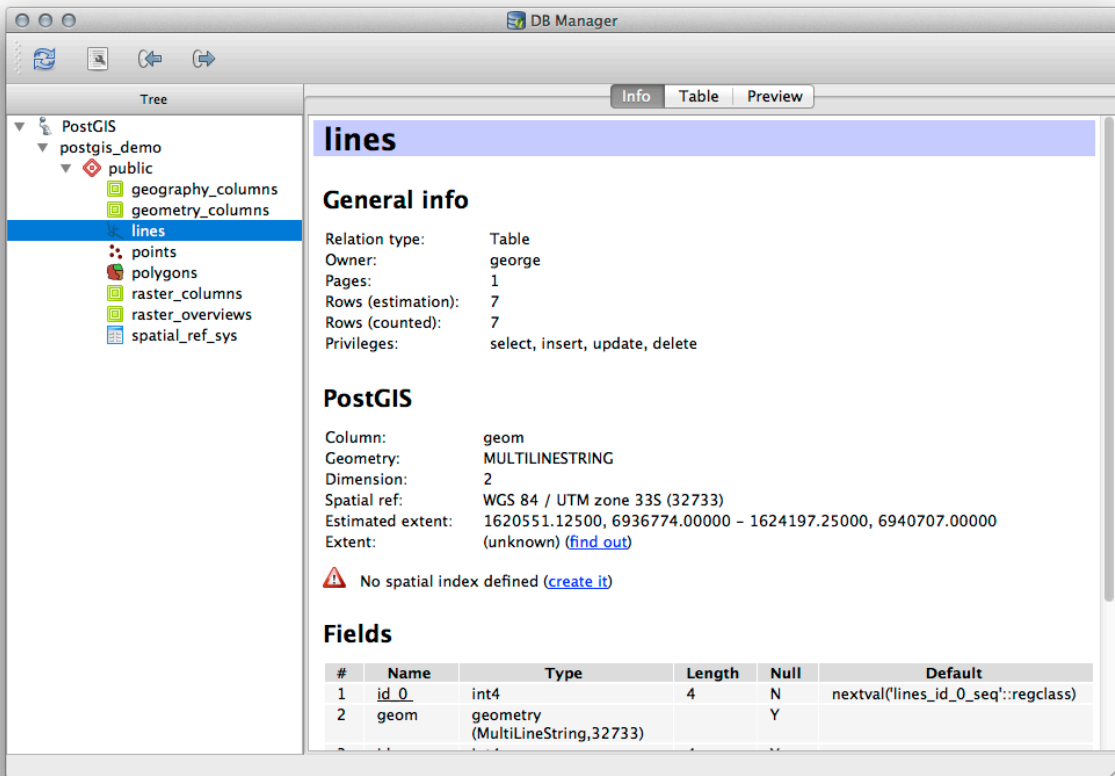 DB Manager
Tree
Info Table Preview
PostGIS
postgis_demo
public
geography_columns
geometry_columns
lines
points
polygons
raster_columns
raster_overviews
spatial_ref_sys
lines
General info
Relation type: Table
Owner: george
Pages: 1
Rows (estimation): 7
Rows (counted): 7
Privileges: select, insert, update, delete
PostGIS
Column: geom
Geometry: MULTILINESTRING
Dimension: 2
Spatial ref: WGS 84 / UTM zone 33S (32733)
Estimated extent: 1620551.12500, 6936774.00000 - 1624197.25000, 6940707.00000
Extent: (unknown) (find out)
No spatial index defined (create it)
Fields
# Name Type Length Null Default
1 id_0 int4 4 N nextval('lines_id_0_seq'::regclass)
2 geom geometry Y
(MultiLineString,32733)